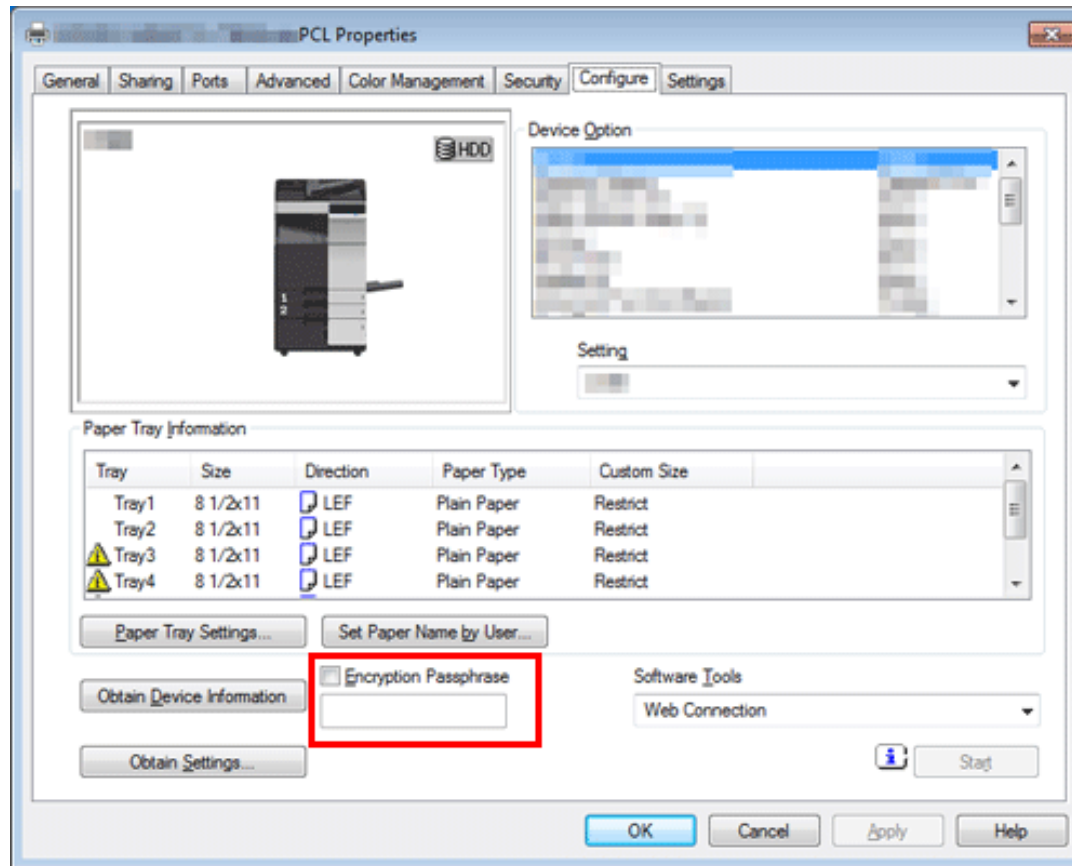 PCL Properties
General Sharing Ports Advanced Color Management Security Configure Settings
HDD
1
2
Device Option
Setting
Paper Tray Information
Tray Size Direction Paper Type Custom Size
Tray1 8 1/2x11 LEF Plain Paper Restrict
Tray2 8 1/2x11 LEF Plain Paper Restrict
Tray3 8 1/2x11 LEF Plain Paper Restrict
Tray4 8 1/2x11 LEF Plain Paper Restrict
Paper Tray Settings... Set Paper Name by User...
Obtain Device Information
Encryption Passphrase
Software Tools
Web Connection
Obtain Settings...
Start
OK Cancel Apply Help